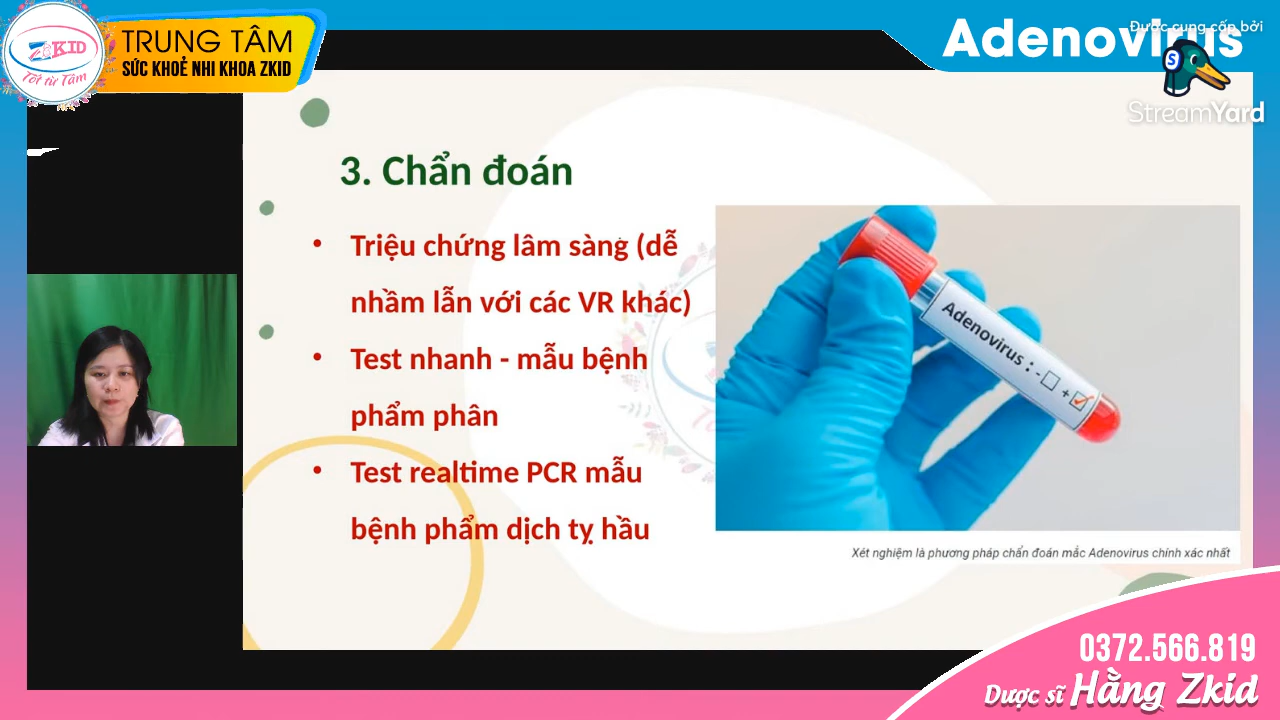 ZKID
Tốt từ Tâm
TRUNG TÂM
SỨC KHOẺ NHI KHOA ZKID
Adenovirus
Được cung cấp bởi
StreamYard
3. Chẩn đoán
• Triệu chứng lâm sàng (dễ
nhầm lẫn với các VR khác)
• Test nhanh - mẫu bệnh
phẩm phân
• Test realtime PCR mẫu
bệnh phẩm dịch tỵ hầu
Adenovirus : - +
Xét nghiệm là phương pháp chẩn đoán mắc Adenovirus chính xác nhất
0372.566.819
Dược sĩ Hằng Zkid